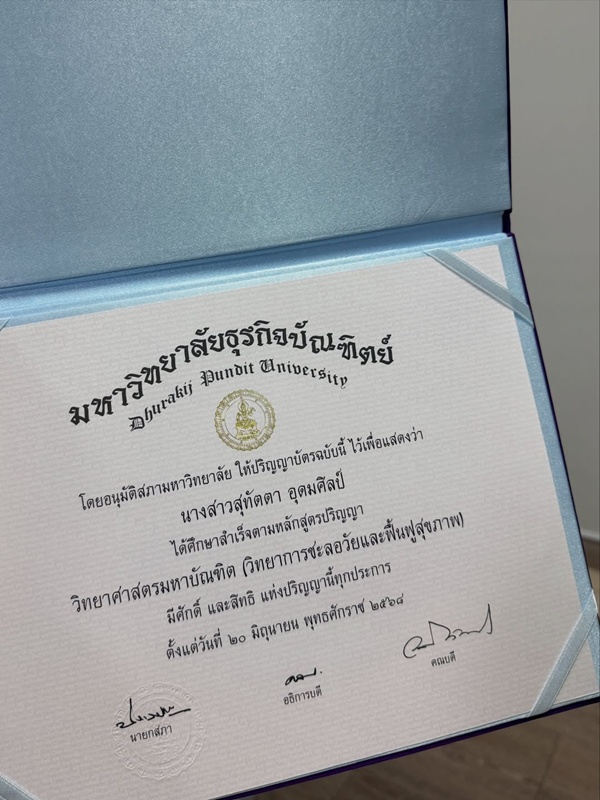 มหาวิทยาลัยธุรกิจบัณฑิตย์
Dhurakij Pundit University
โดยอนุมัติสภามหาวิทยาลัย ให้ปริญญาบัตรฉบับนี้ ไว้เพื่อแสดงว่า
นางสาวสุทัตตา อุดมศิลป์
ได้ศึกษาสำเร็จตามหลักสูตรปริญญา
วิทยาศาสตรมหาบัณฑิต (วิทยาการชะลอวัยและฟื้นฟูสุขภาพ)
มีศักดิ์ และสิทธิ แห่งปริญญานี้ทุกประการ
ตั้งแต่วันที่ ๒๐ มิถุนายน พุทธศักราช ๒๕๖๘
คณบดี
อธิการบดี
นายกสภา